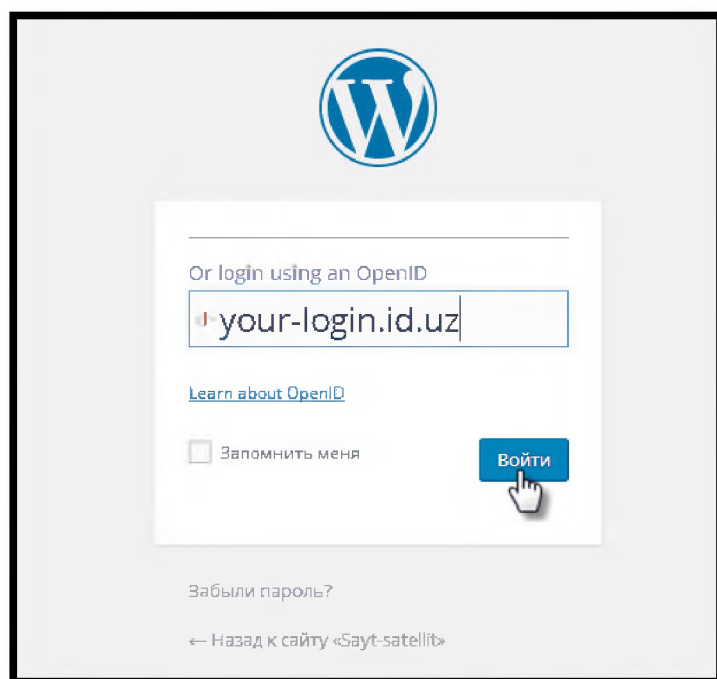 Or login using an OpenID
your-login.id.uz
Learn about OpenID
Запомнить меня
Войти
Забыли пароль?
← Назад к сайту «Sayt-satellit»